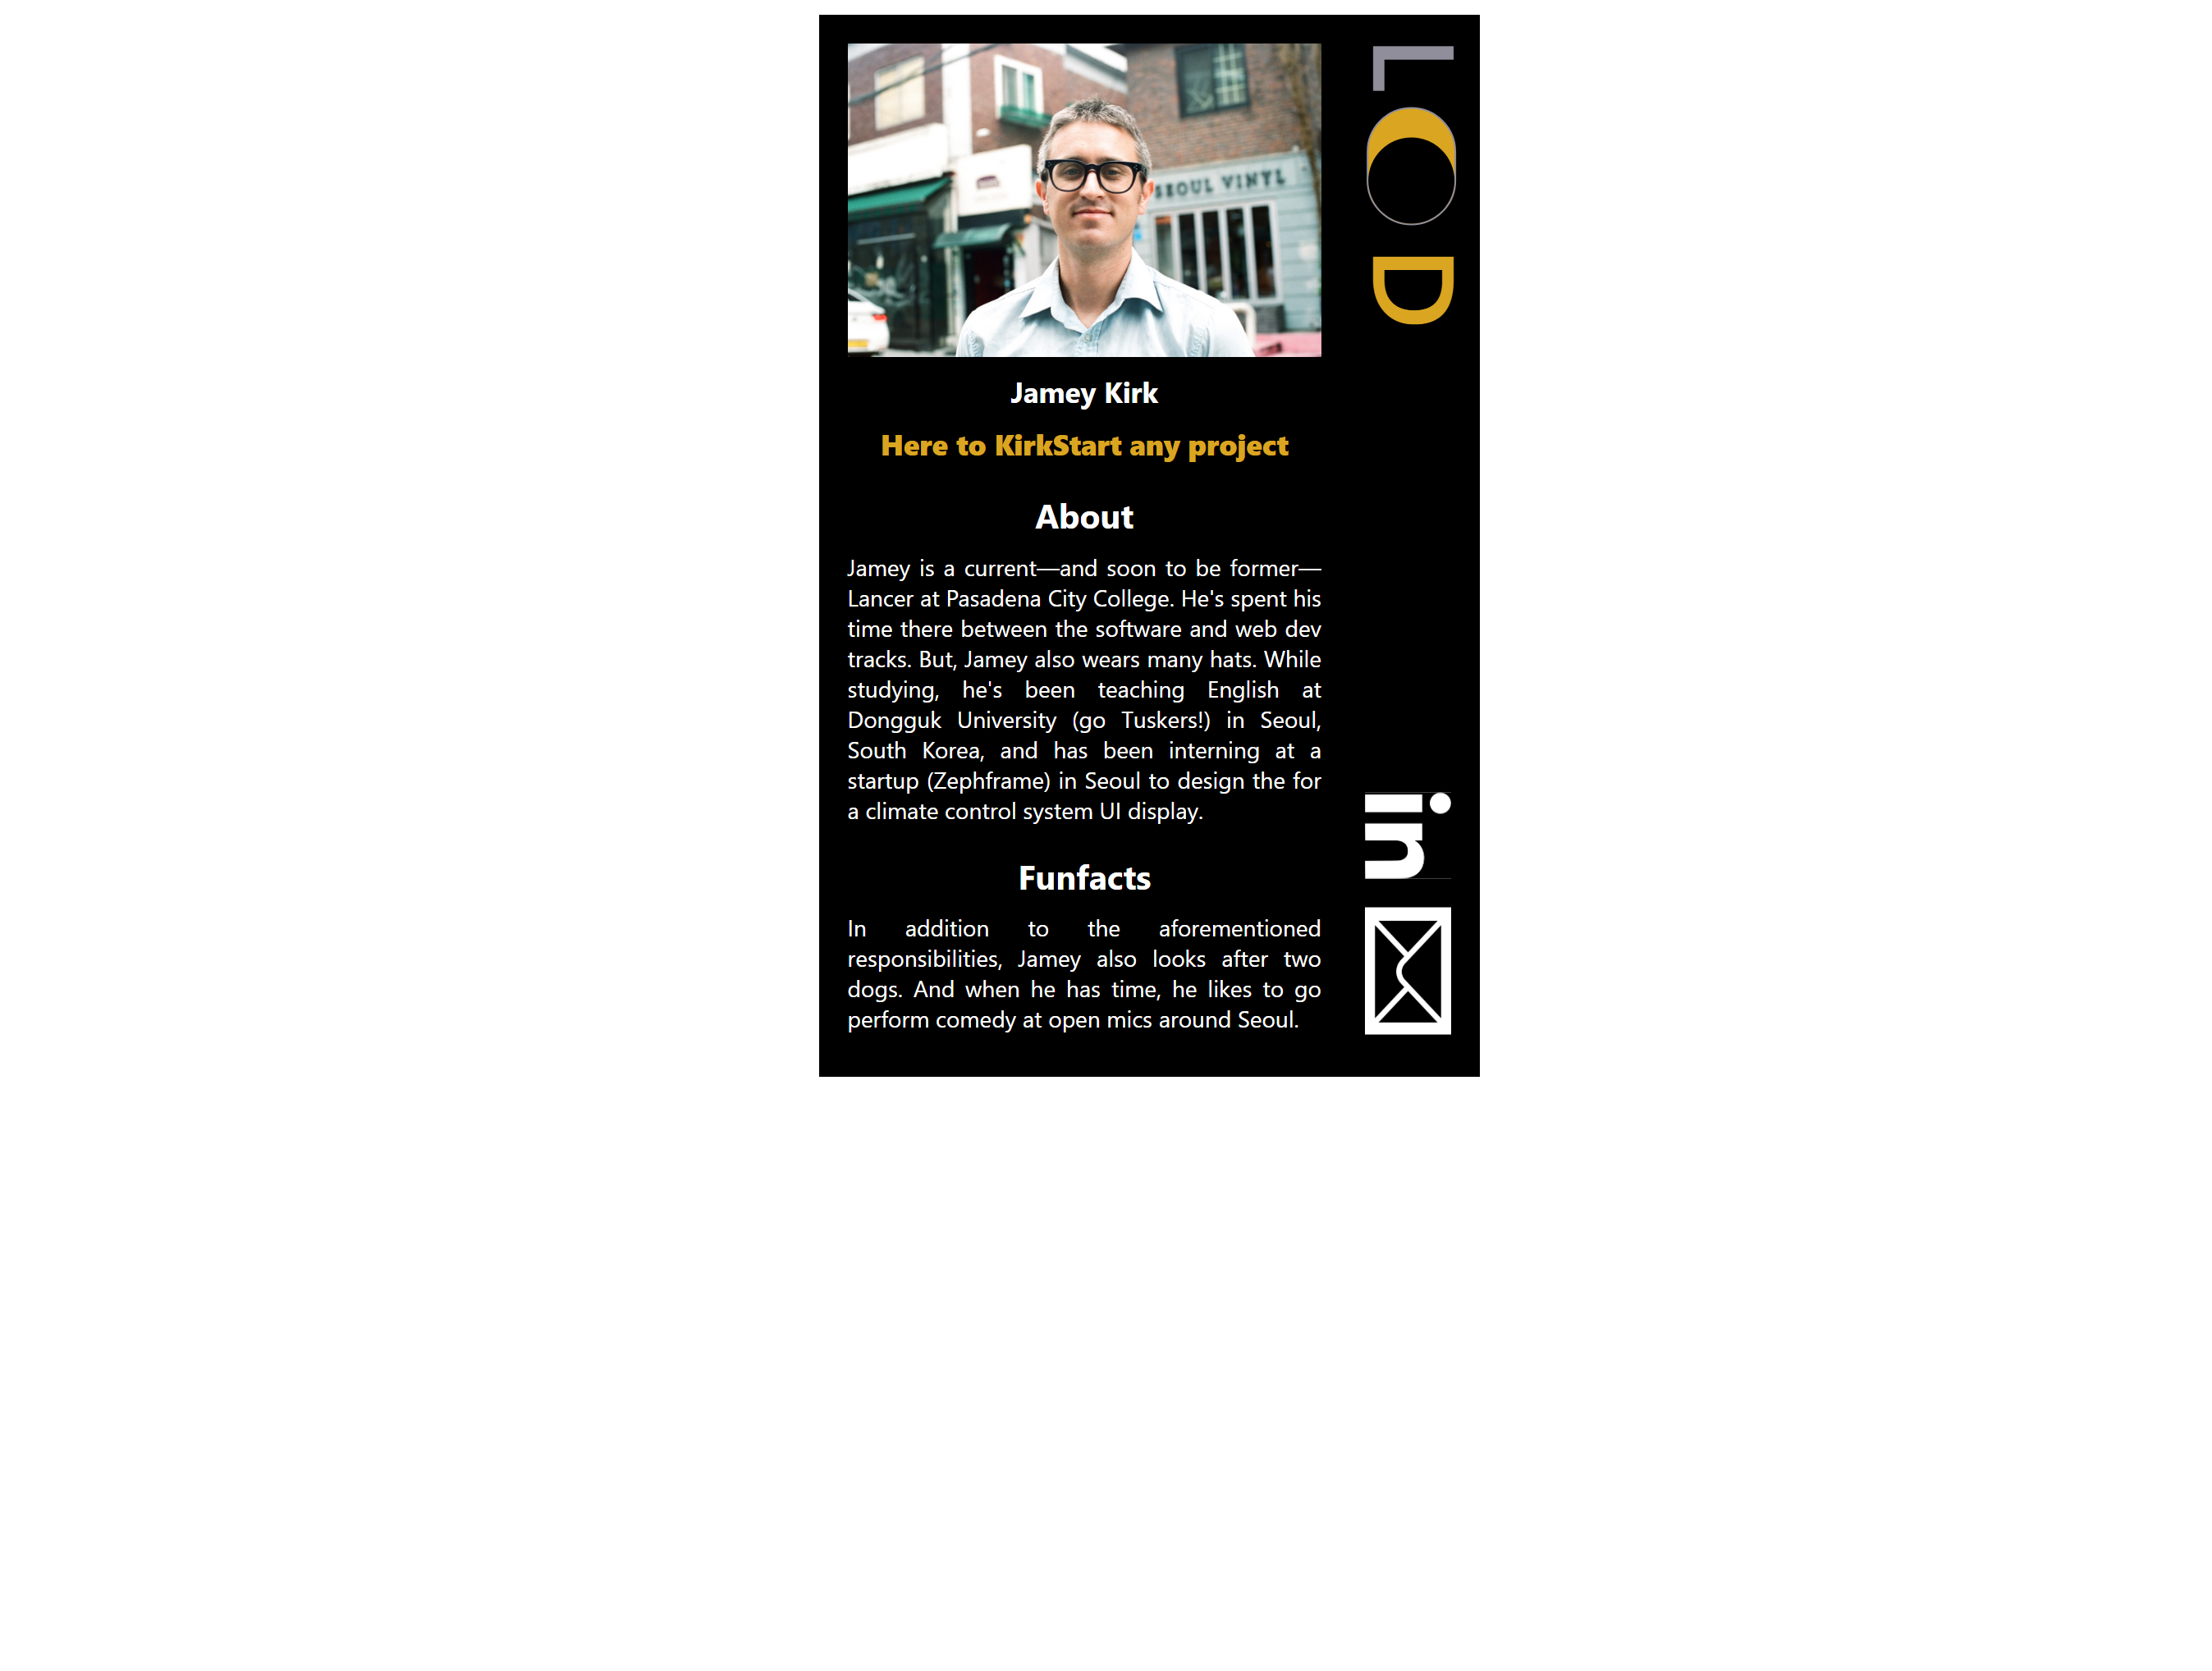 SEOUL VINYL
Jamey Kirk
Here to KirkStart any project
About
Jamey is a current—and soon to be former—
Lancer at Pasadena City College. He's spent his
time there between the software and web dev
tracks. But, Jamey also wears many hats. While
studying, he's been teaching English at
Dongguk University (go Tuskers!) in Seoul,
South Korea, and has been interning at a
startup (Zephframe) in Seoul to design the for
a climate control system UI display.
Funfacts
In addition to the aforementioned
responsibilities, Jamey also looks after two
dogs. And when he has time, he likes to go
perform comedy at open mics around Seoul.
LOD
in